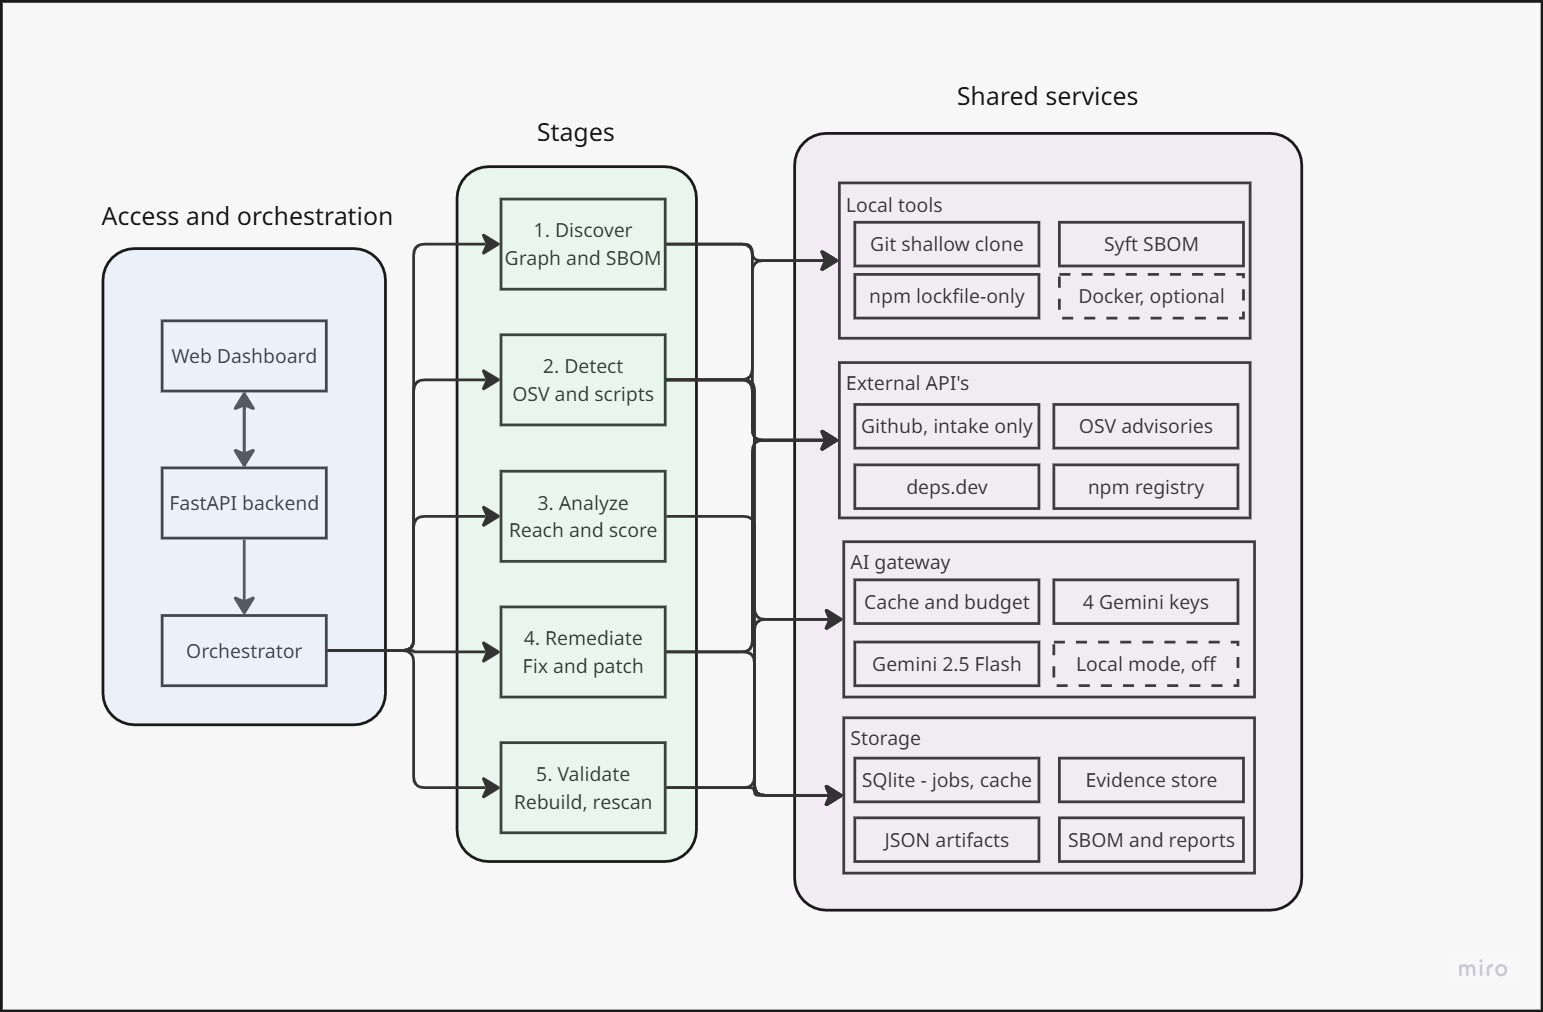 Access and orchestration
Web Dashboard
FastAPI backend
Orchestrator
Stages
1. Discover
Graph and SBOM
2. Detect
OSV and scripts
3. Analyze
Reach and score
4. Remediate
Fix and patch
5. Validate
Rebuild, rescan
Shared services
Local tools
Git shallow clone
Syft SBOM
npm lockfile-only
Docker, optional
External API's
Github, intake only
OSV advisories
deps.dev
npm registry
AI gateway
Cache and budget
4 Gemini keys
Gemini 2.5 Flash
Local mode, off
Storage
SQlite - jobs, cache
Evidence store
JSON artifacts
SBOM and reports
miro